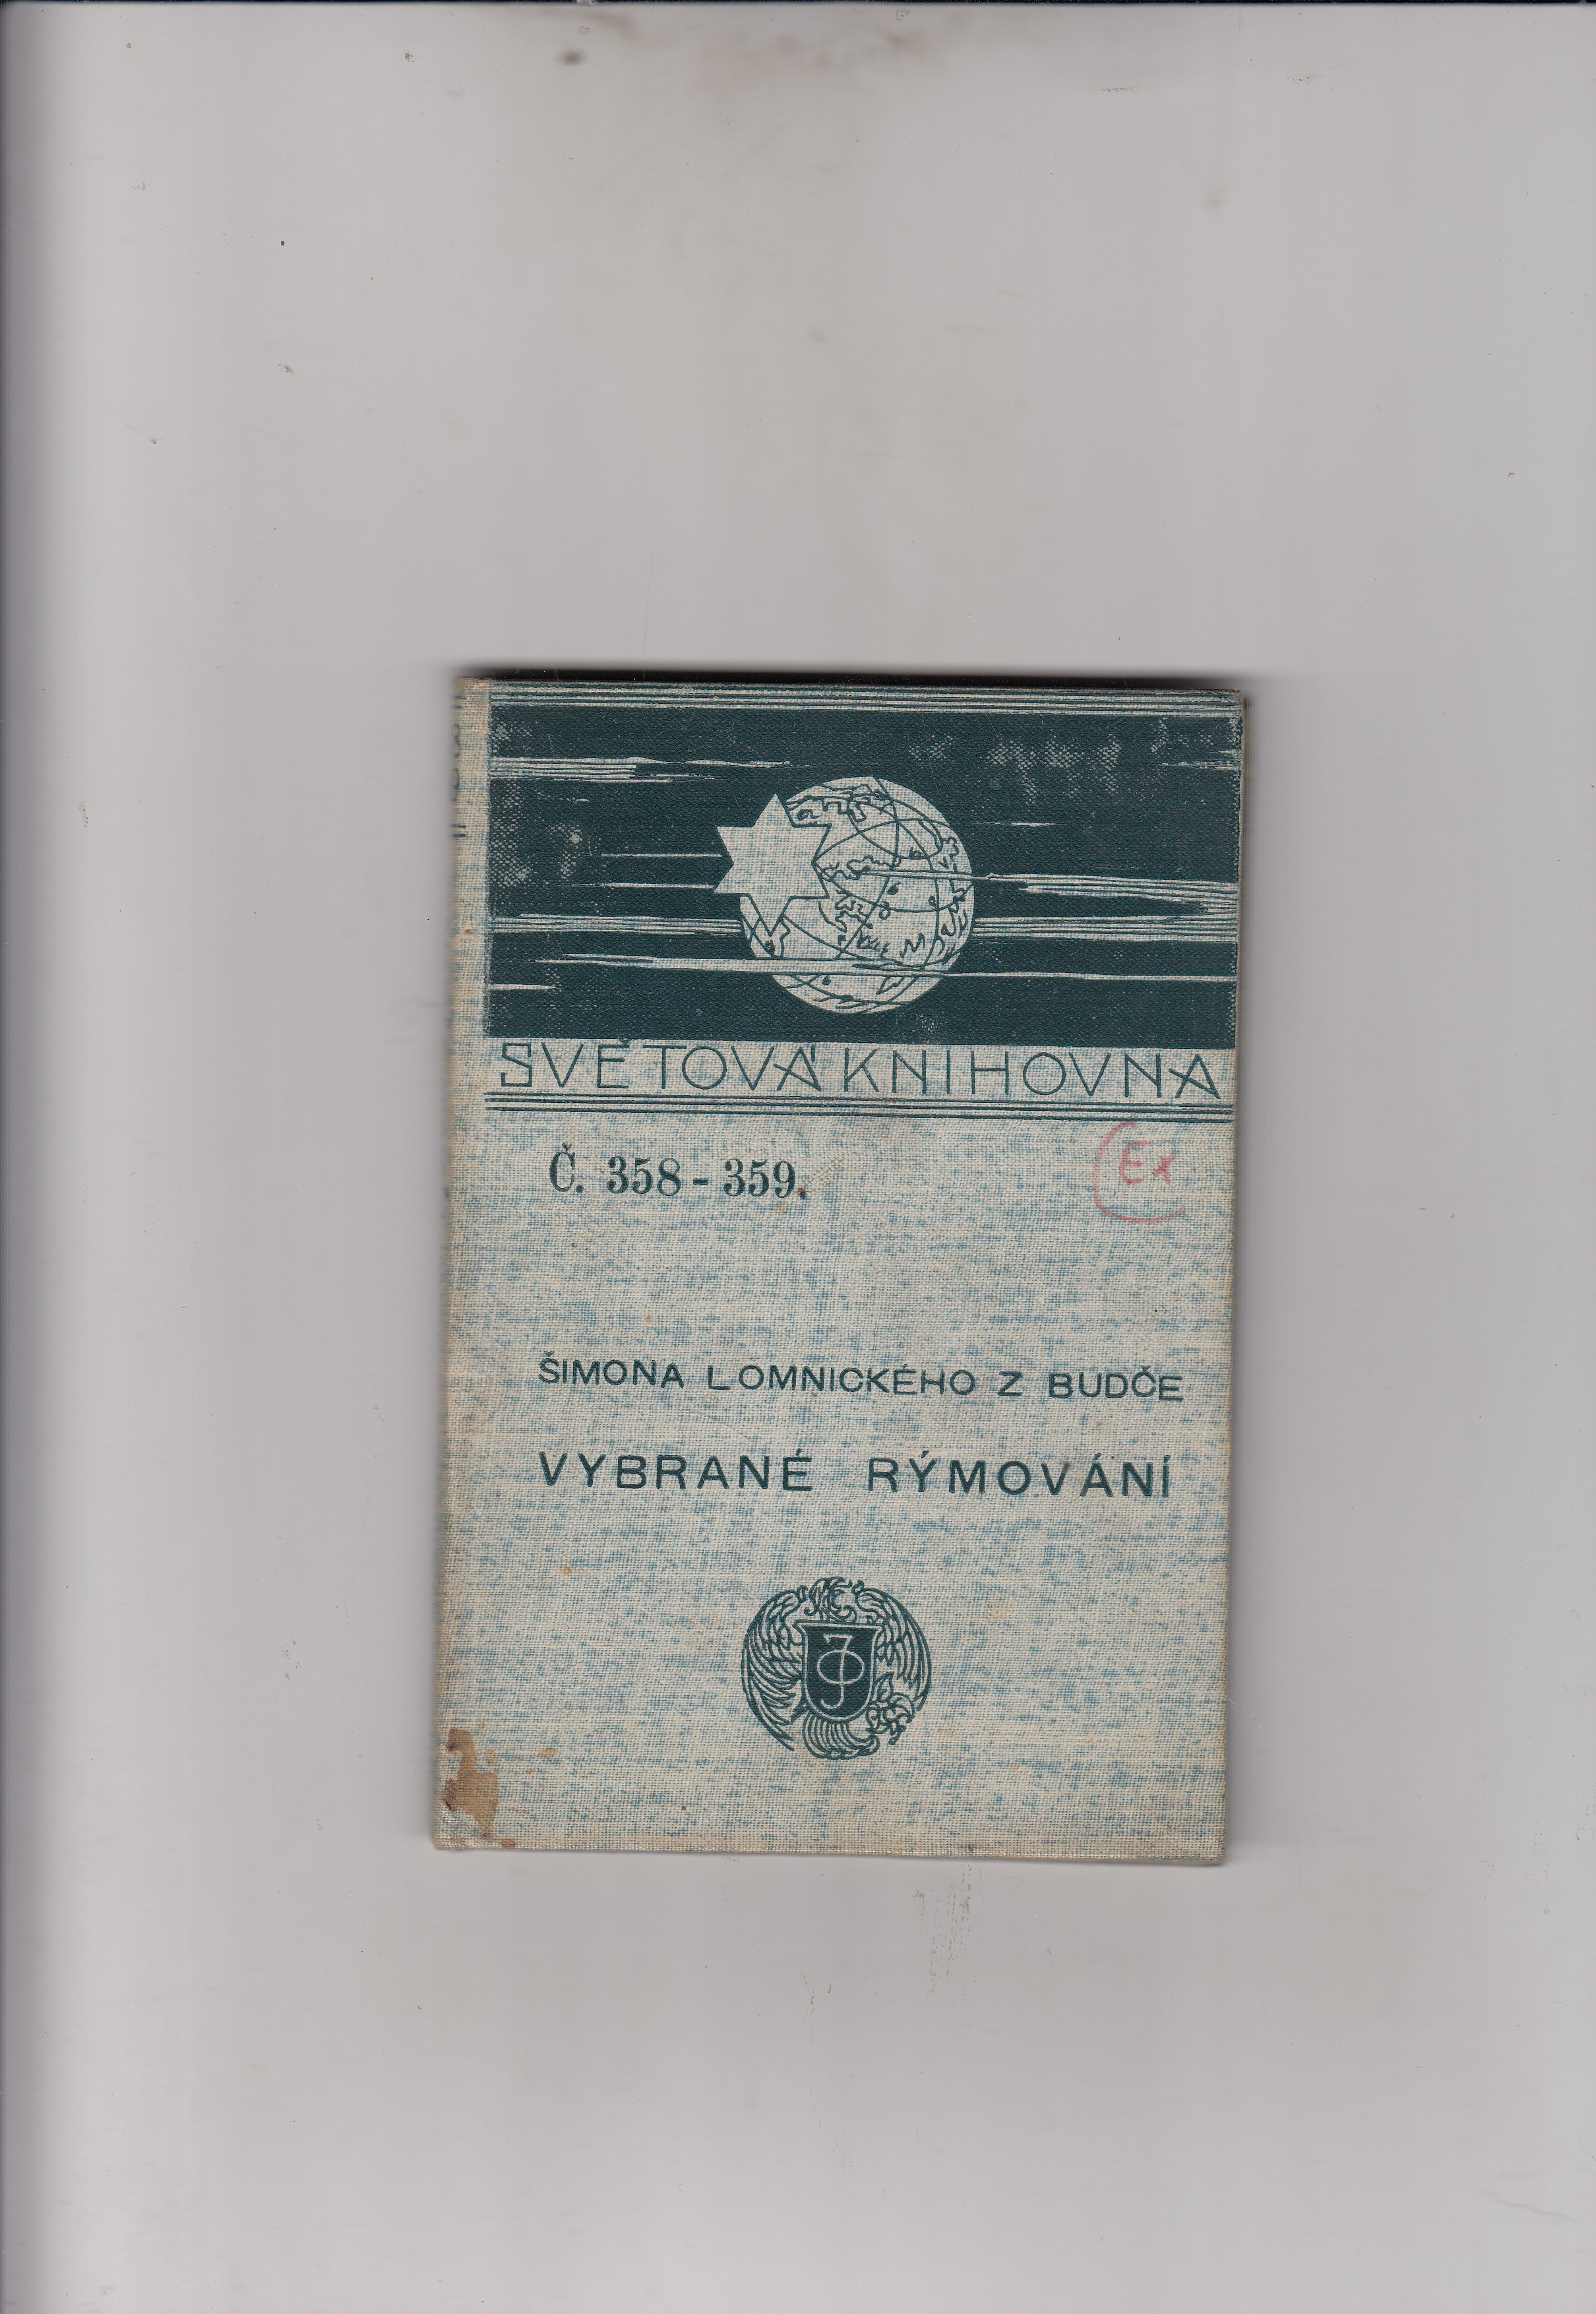 SVĚTOVÁ KNIHOVNA
Č. 358-359.
Ex
ŠIMONA LOMNICKÉHO Z BUDČE
VYBRANÉ RÝMOVÁNÍ